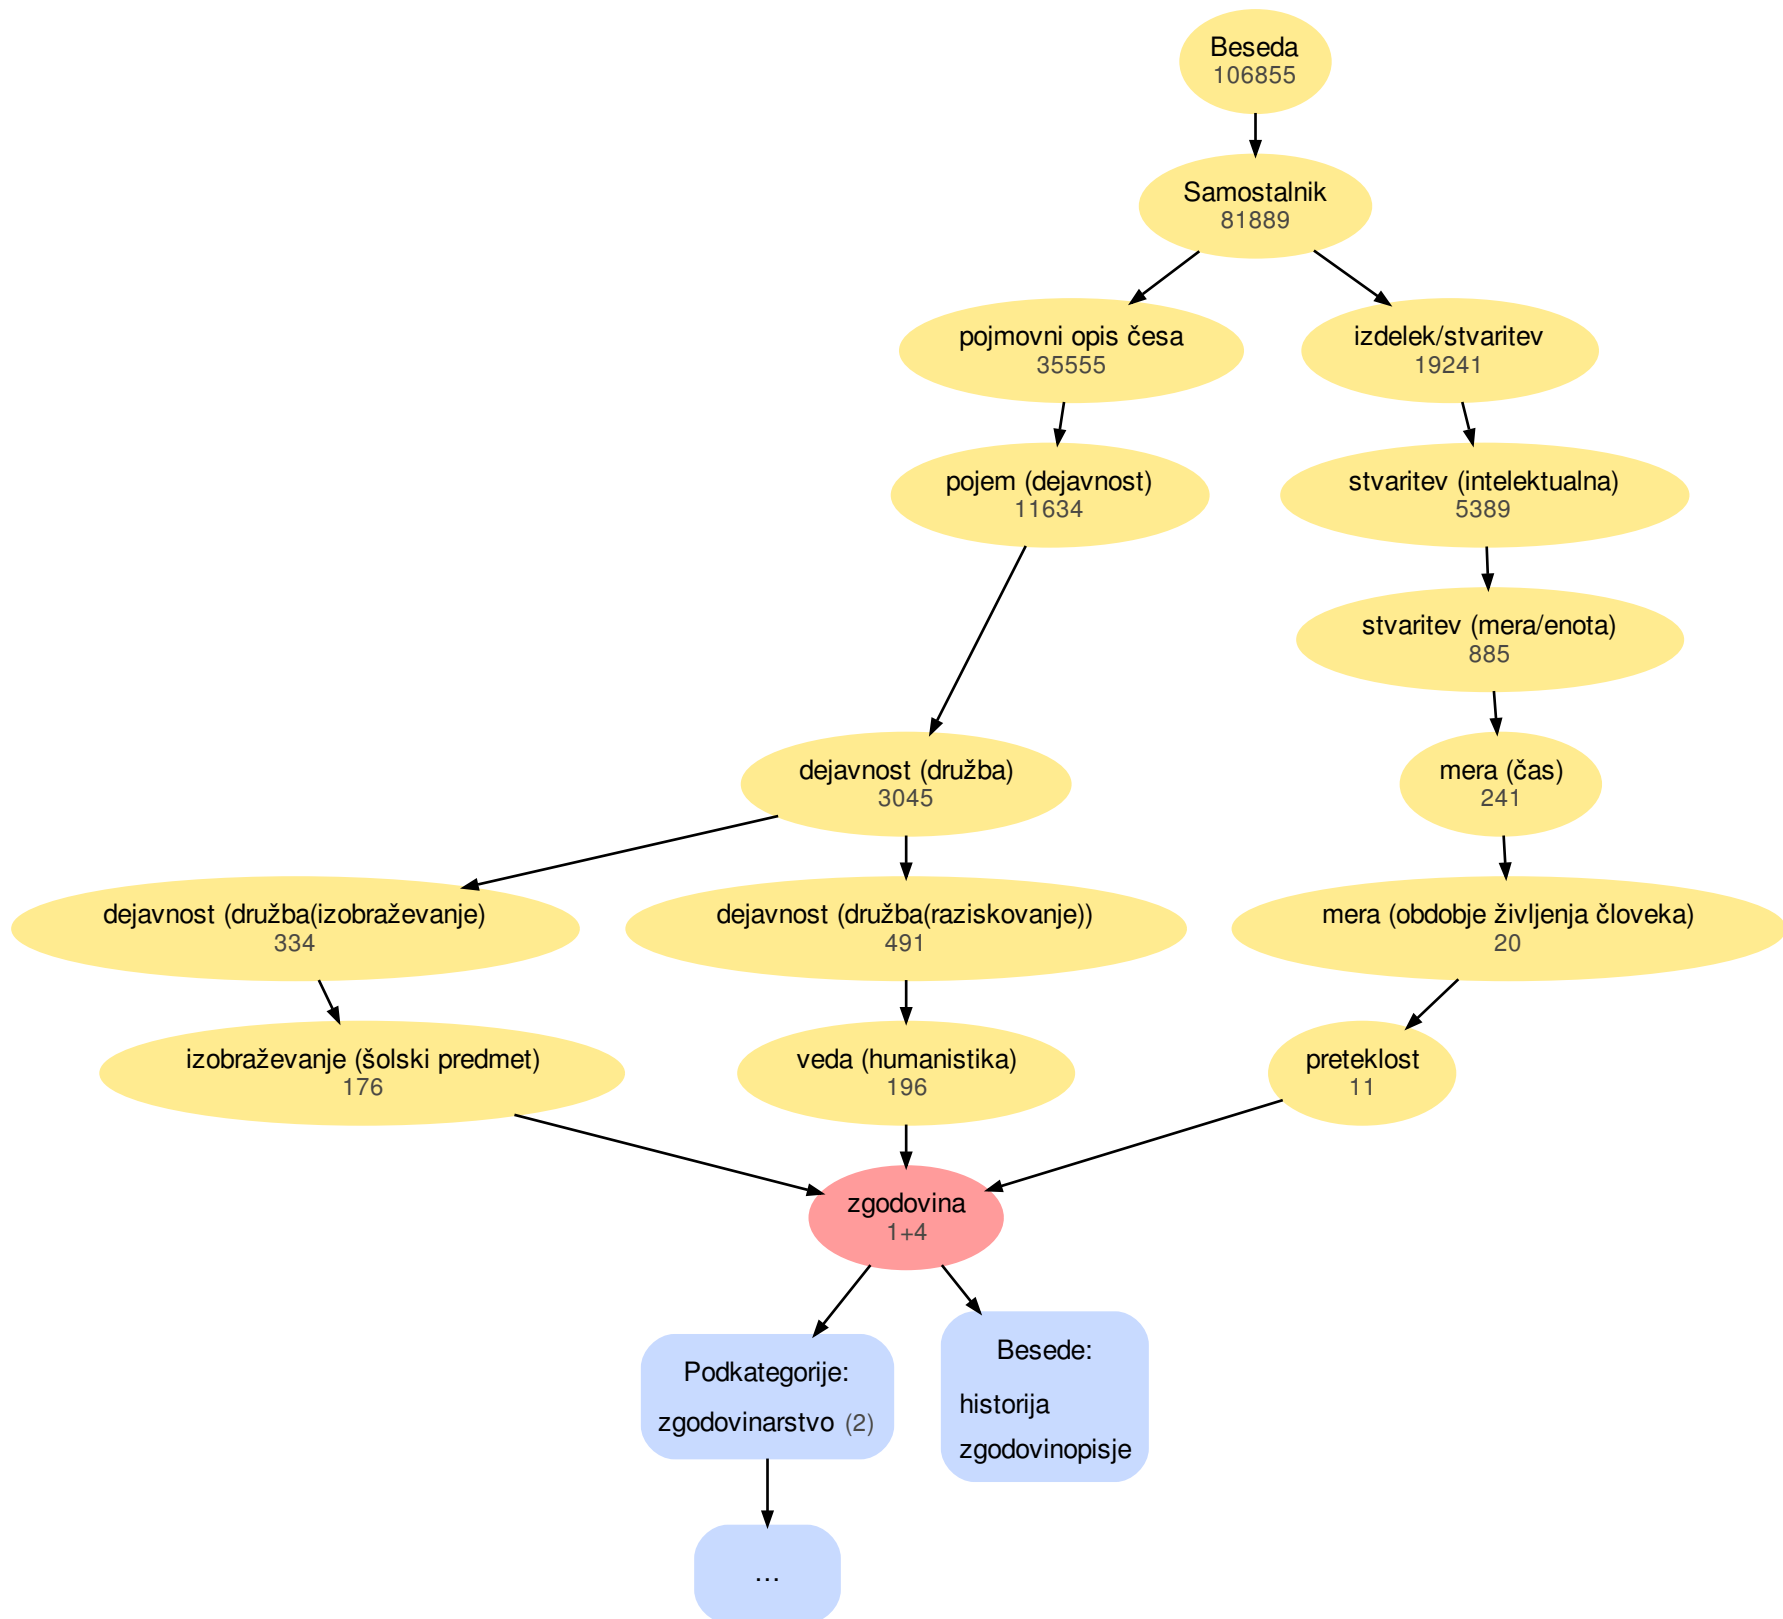 Beseda
106855
Samostalnik
81889
pojmovni opis česa
35555
izdelek/stvaritev
19241
pojem (dejavnost)
11634
stvaritev (intelektualna)
5389
stvaritev (mera/enota)
885
dejavnost (družba)
3045
mera (čas)
241
dejavnost (družba(izobraževanje)
334
dejavnost (družba(raziskovanje))
491
mera (obdobje življenja človeka)
20
izobraževanje (šolski predmet)
176
veda (humanistika)
196
preteklost
11
zgodovina
1+4
Podkategorije:
zgodovinarstvo (2)
Besede:
historija
zgodovinopisje
…